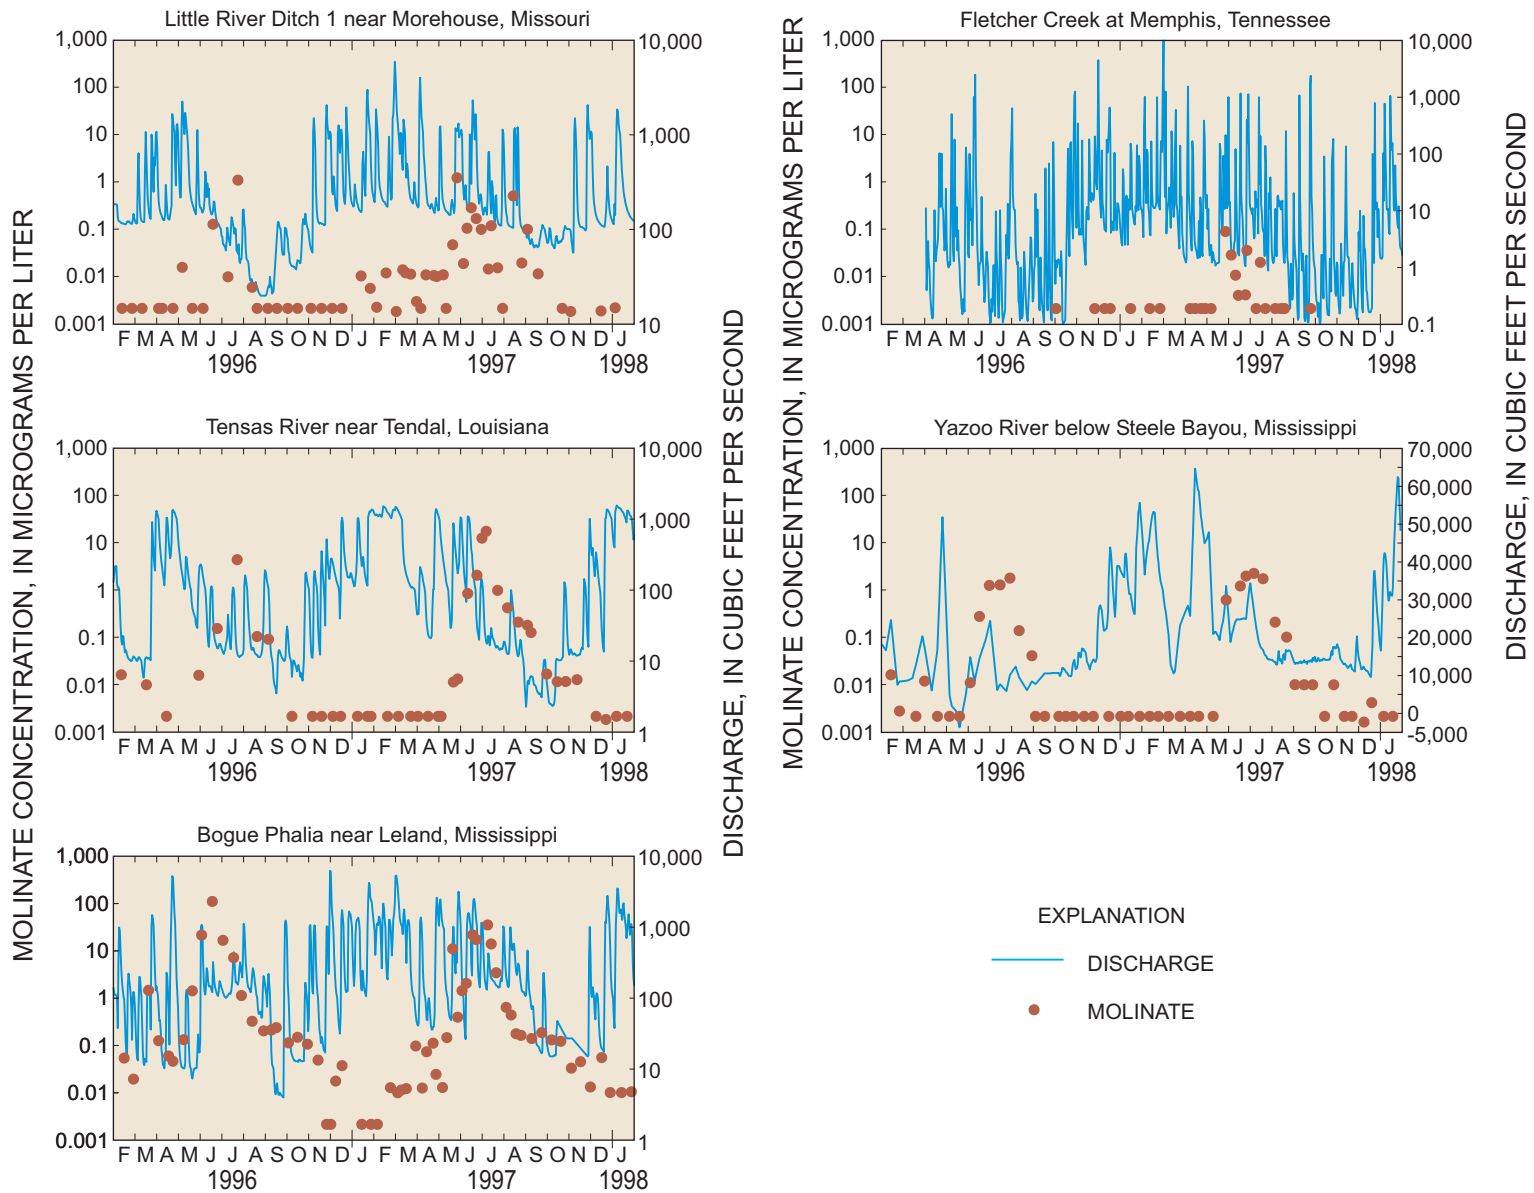 Little River Ditch 1 near Morehouse, Missouri
1,000
100
10
1
0.1
0.01
0.001
10,000
1,000
100
10
F M A M J J A S O N D J F M A M J J A S O N D J
1996 1997 1998
Fletcher Creek at Memphis, Tennessee
1,000
100
10
1
0.1
0.01
0.001
10,000
1,000
100
10
1
0.1
F M A M J J A S O N D J F M A M J J A S O N D J
1996 1997 1998
Tensas River near Tendal, Louisiana
1,000
100
10
1
0.1
0.01
0.001
10,000
1,000
100
10
1
F M A M J J A S O N D J F M A M J J A S O N D J
1996 1997 1998
Yazoo River below Steele Bayou, Mississippi
1,000
100
10
1
0.1
0.01
0.001
70,000
60,000
50,000
40,000
30,000
20,000
10,000
0
-5,000
F M A M J J A S O N D J F M A M J J A S O N D J
1996 1997 1998
Bogue Phalia near Leland, Mississippi
1,000
100
10
1
0.1
0.01
0.001
10,000
1,000
100
10
1
F M A M J J A S O N D J F M A M J J A S O N D J
1996 1997 1998
MOLINATE CONCENTRATION, IN MICROGRAMS PER LITER
DISCHARGE, IN CUBIC FEET PER SECOND
MOLINATE CONCENTRATION, IN MICROGRAMS PER LITER
DISCHARGE, IN CUBIC FEET PER SECOND
EXPLANATION
DISCHARGE
MOLINATE